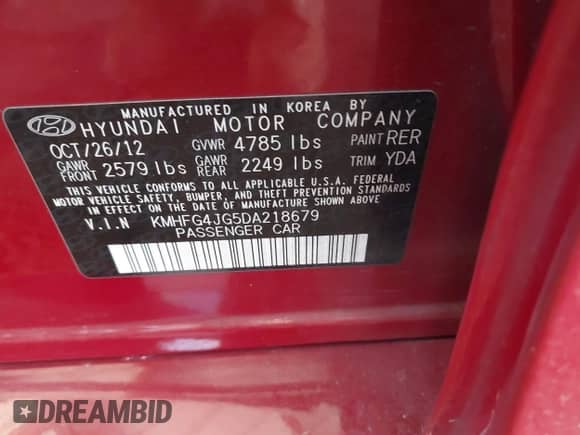 MANUFACTURED IN KOREA BY
HYUNDAI MOTOR COMPANY
OCT/26/12 GVWR 4785 lbs PAINT RER
GAWR FRONT 2579 lbs GAWR REAR 2249 lbs TRIM YDA
THIS VEHICLE CONFORMS TO ALL APPLICABLE U.S.A. FEDERAL
MOTOR VEHICLE SAFETY, BUMPER, AND THEFT PREVENTION
STANDARDS IN EFFECT ON THE DATE OF MANUFACTURE SHOWN ABOVE
V.I.N KMHFG4JG5DA218679
PASSENGER CAR
DREAMBID